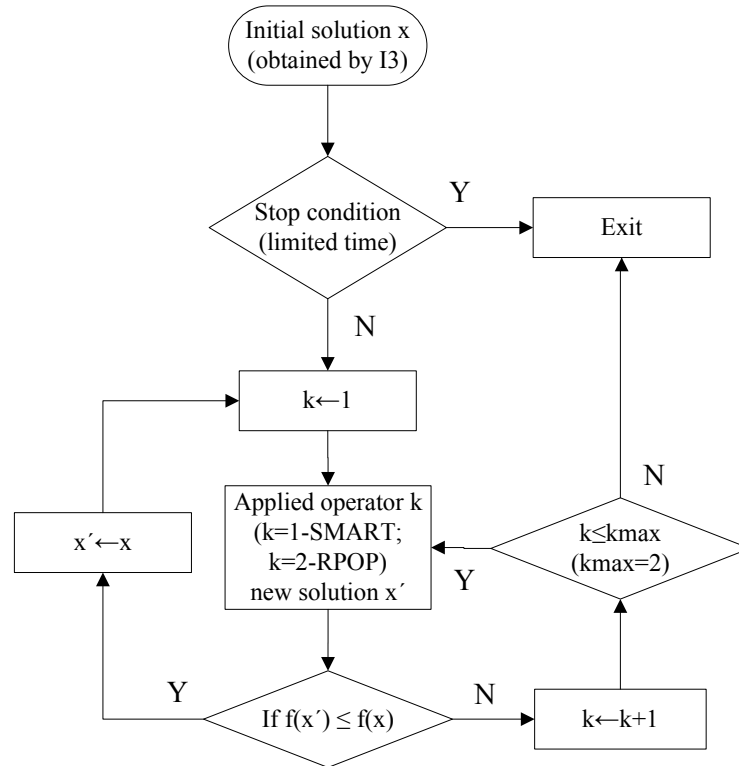 Initial solution x
(obtained by I3)
Stop condition
(limited time)
Y
Exit
N
k←1
Applied operator k
(k=1-SMART;
k=2-RPOP)
new solution x´
x´←x
N
k≤kmax
(kmax=2)
Y
Y
If f(x´) ≤ f(x)
N
k←k+1